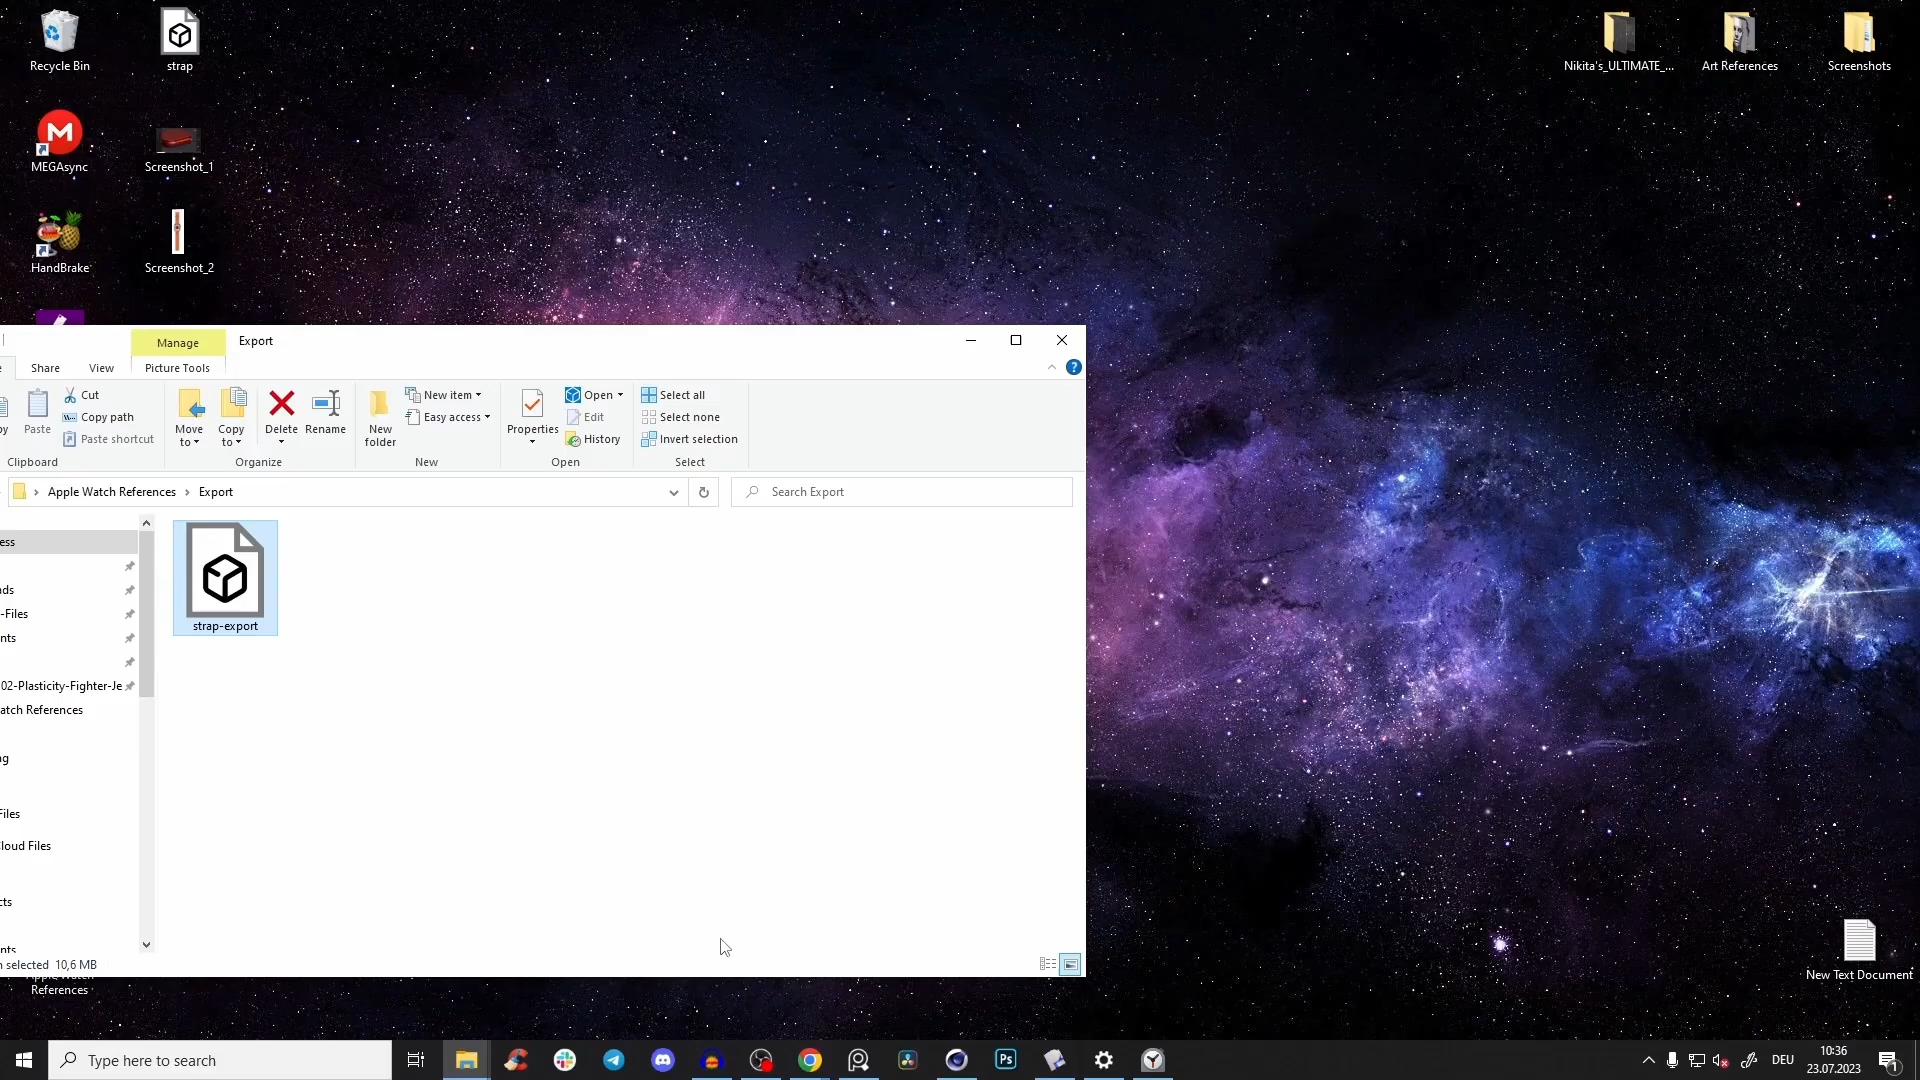 Recycle Bin
strap
Nikita's_ULTIMATE_...
Art References
Screenshots
MEGAsync
Screenshot_1
HandBrake
Screenshot_2
Manage
Export
Share
View
Picture Tools
Cut
Copy path
Paste shortcut
Paste
Clipboard
Move to
Copy to
Delete
Rename
Organize
New folder
New item
Easy access
New
Properties
Open
Edit
History
Open
Select all
Select none
Invert selection
Select
Apple Watch References
Export
Search Export
ess
ads
-Files
nts
02-Plasticity-Fighter-Je
atch References
g
Files
loud Files
cts
nts
strap-export
selected 10,6 MB
References
New Text Document
Type here to search
Ps
DEU
10:36
23.07.2023
1